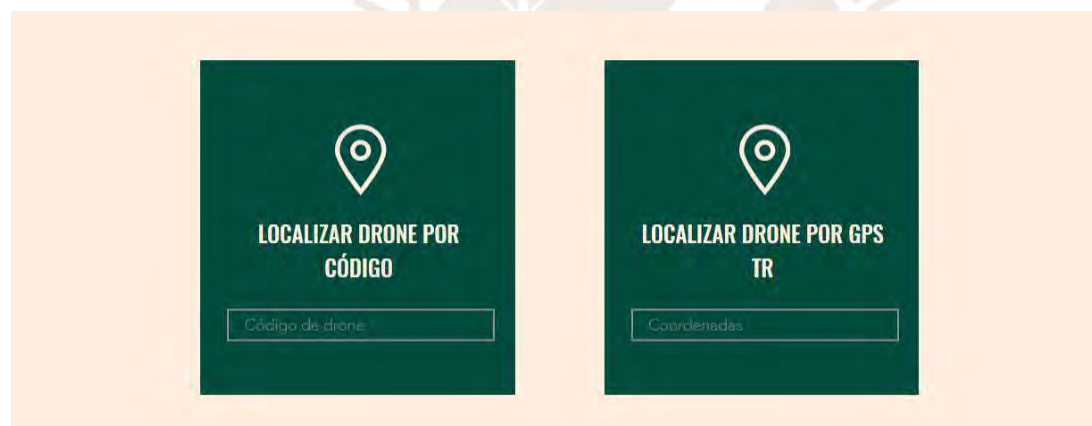 LOCALIZAR DRONE POR
CÓDIGO
Código de drone
LOCALIZAR DRONE POR GPS
TR
Coordenadas